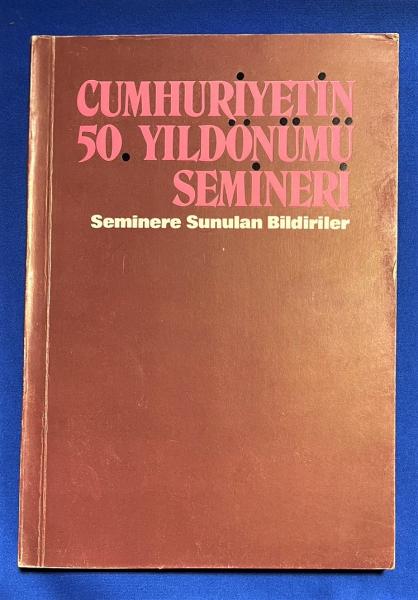 CUMHURİYETİN
50. YILDÖNÜMÜ
SEMİNERİ
Seminere Sunulan Bildiriler